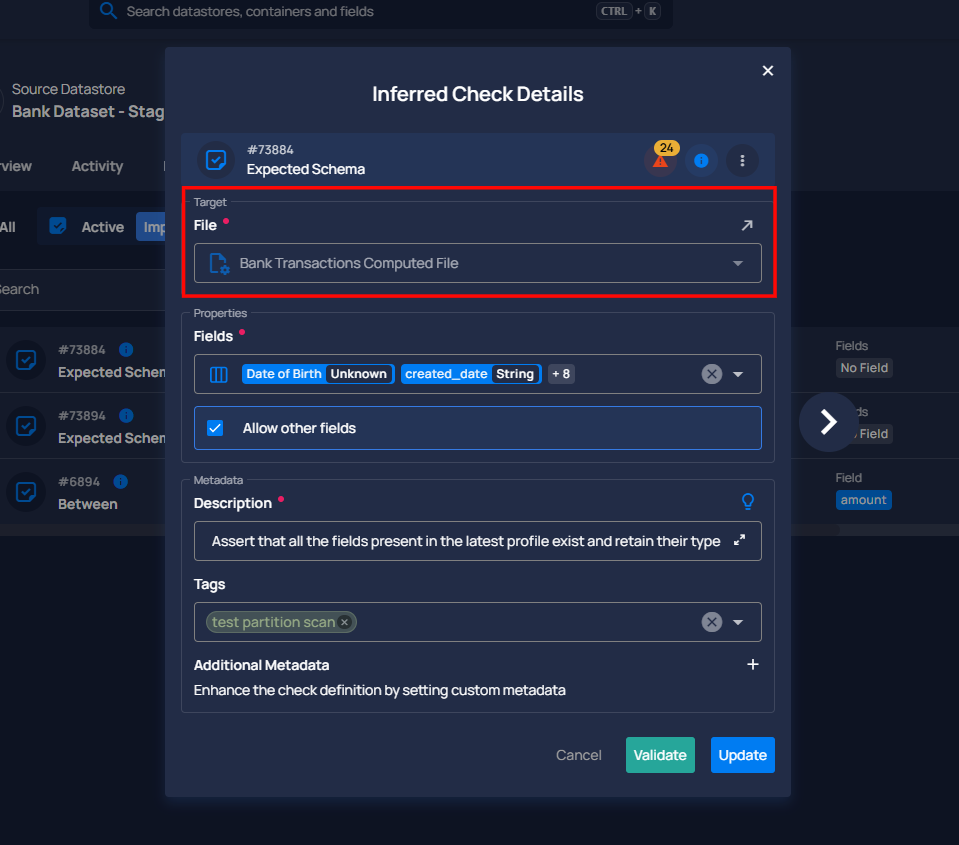 Search datastores, containers and fields CTRL + K
Source Datastore
Bank Dataset - Stag
Activity
All Active Imp
Search
#73884
Expected Schem
#73894
Expected Schem
#6894
Between
Inferred Check Details
#73884
Expected Schema
24
Target
File *
Bank Transactions Computed File
Properties
Fields *
Date of Birth Unknown created_date String + 8
Allow other fields
Metadata
Description *
Assert that all the fields present in the latest profile exist and retain their type
Tags
test partition scan
Additional Metadata
Enhance the check definition by setting custom metadata
Cancel Validate Update
Fields
No Field
Field
Field
amount